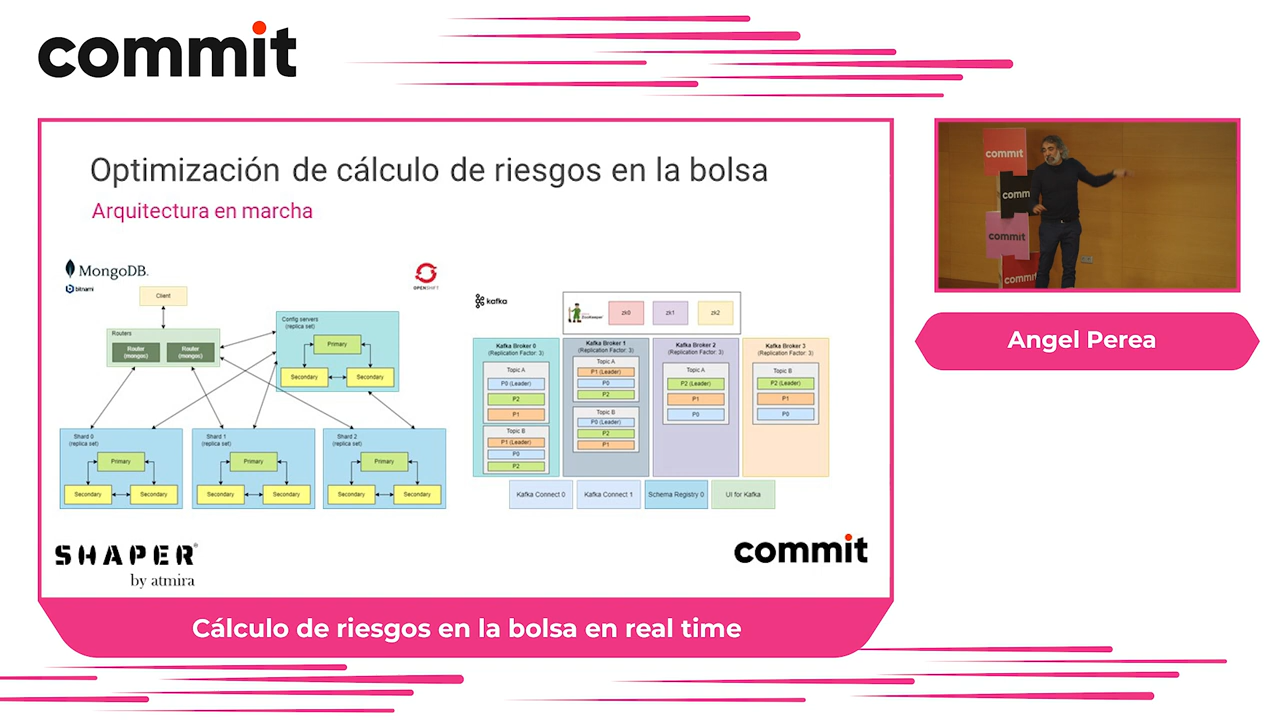 commit
Optimización de cálculo de riesgos en la bolsa
Arquitectura en marcha
MongoDB.
bitnami
OPENSHIFT
Client
Routers
Router
(mongos)
Router
(mongos)
Config servers
(replica set)
Primary
Secondary
Secondary
Shard 0
(replica set)
Primary
Secondary
Secondary
Shard 1
(replica set)
Primary
Secondary
Secondary
Shard 2
(replica set)
Primary
Secondary
Secondary
kafka
ZooKeeper
zk0
zk1
zk2
Kafka Broker 0
(Replication Factor: 3)
Topic A
P0 (Leader)
P2
P1
Topic B
P1 (Leader)
P0
P2
Kafka Broker 1
(Replication Factor: 3)
Topic A
P1 (Leader)
P0
P2
Topic B
P0 (Leader)
P2
P1
Kafka Broker 2
(Replication Factor: 3)
Topic A
P2 (Leader)
P1
P0
Kafka Broker 3
(Replication Factor: 3)
Topic B
P2 (Leader)
P1
P0
Kafka Connect 0
Kafka Connect 1
Schema Registry 0
UI for Kafka
SHAPER
by atmira
commit
Cálculo de riesgos en la bolsa en real time
commit
comm
commit
commit
Angel Perea